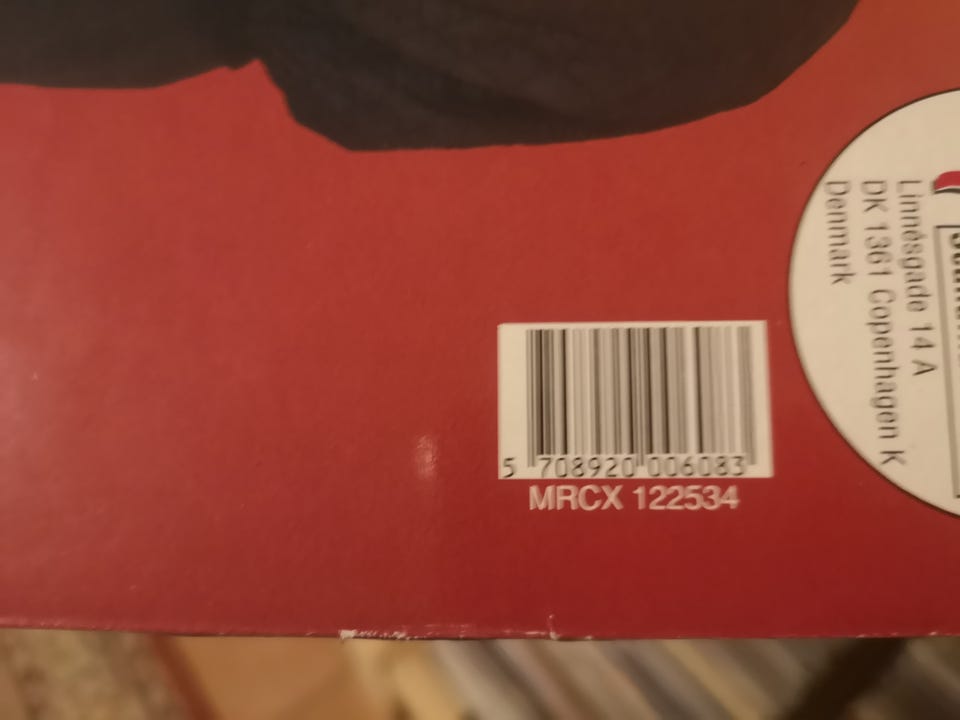 5 708920 006083
MRCX 122534
Linnésgade 14 A
DK 1361 Copenhagen K
Denmark